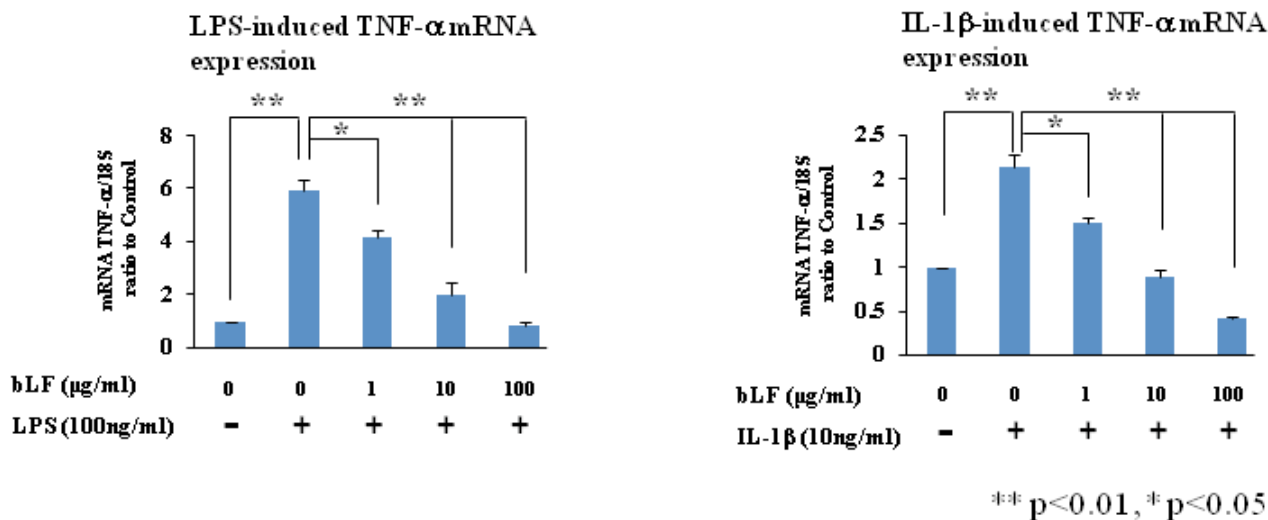 LPS-induced TNF-α mRNA
expression
** **
*
mRNA TNF-α/18S
ratio to Control
8
6
4
2
0
bLF (µg/ml) 0 0 1 10 100
LPS (100ng/ml) - + + + +
IL-1β-induced TNF-α mRNA
expression
** **
*
mRNA TNF-α/18S
ratio to Control
2.5
2
1.5
1
0.5
0
bLF (µg/ml) 0 0 1 10 100
IL-1β (10ng/ml) - + + + +
** p<0.01, * p<0.05